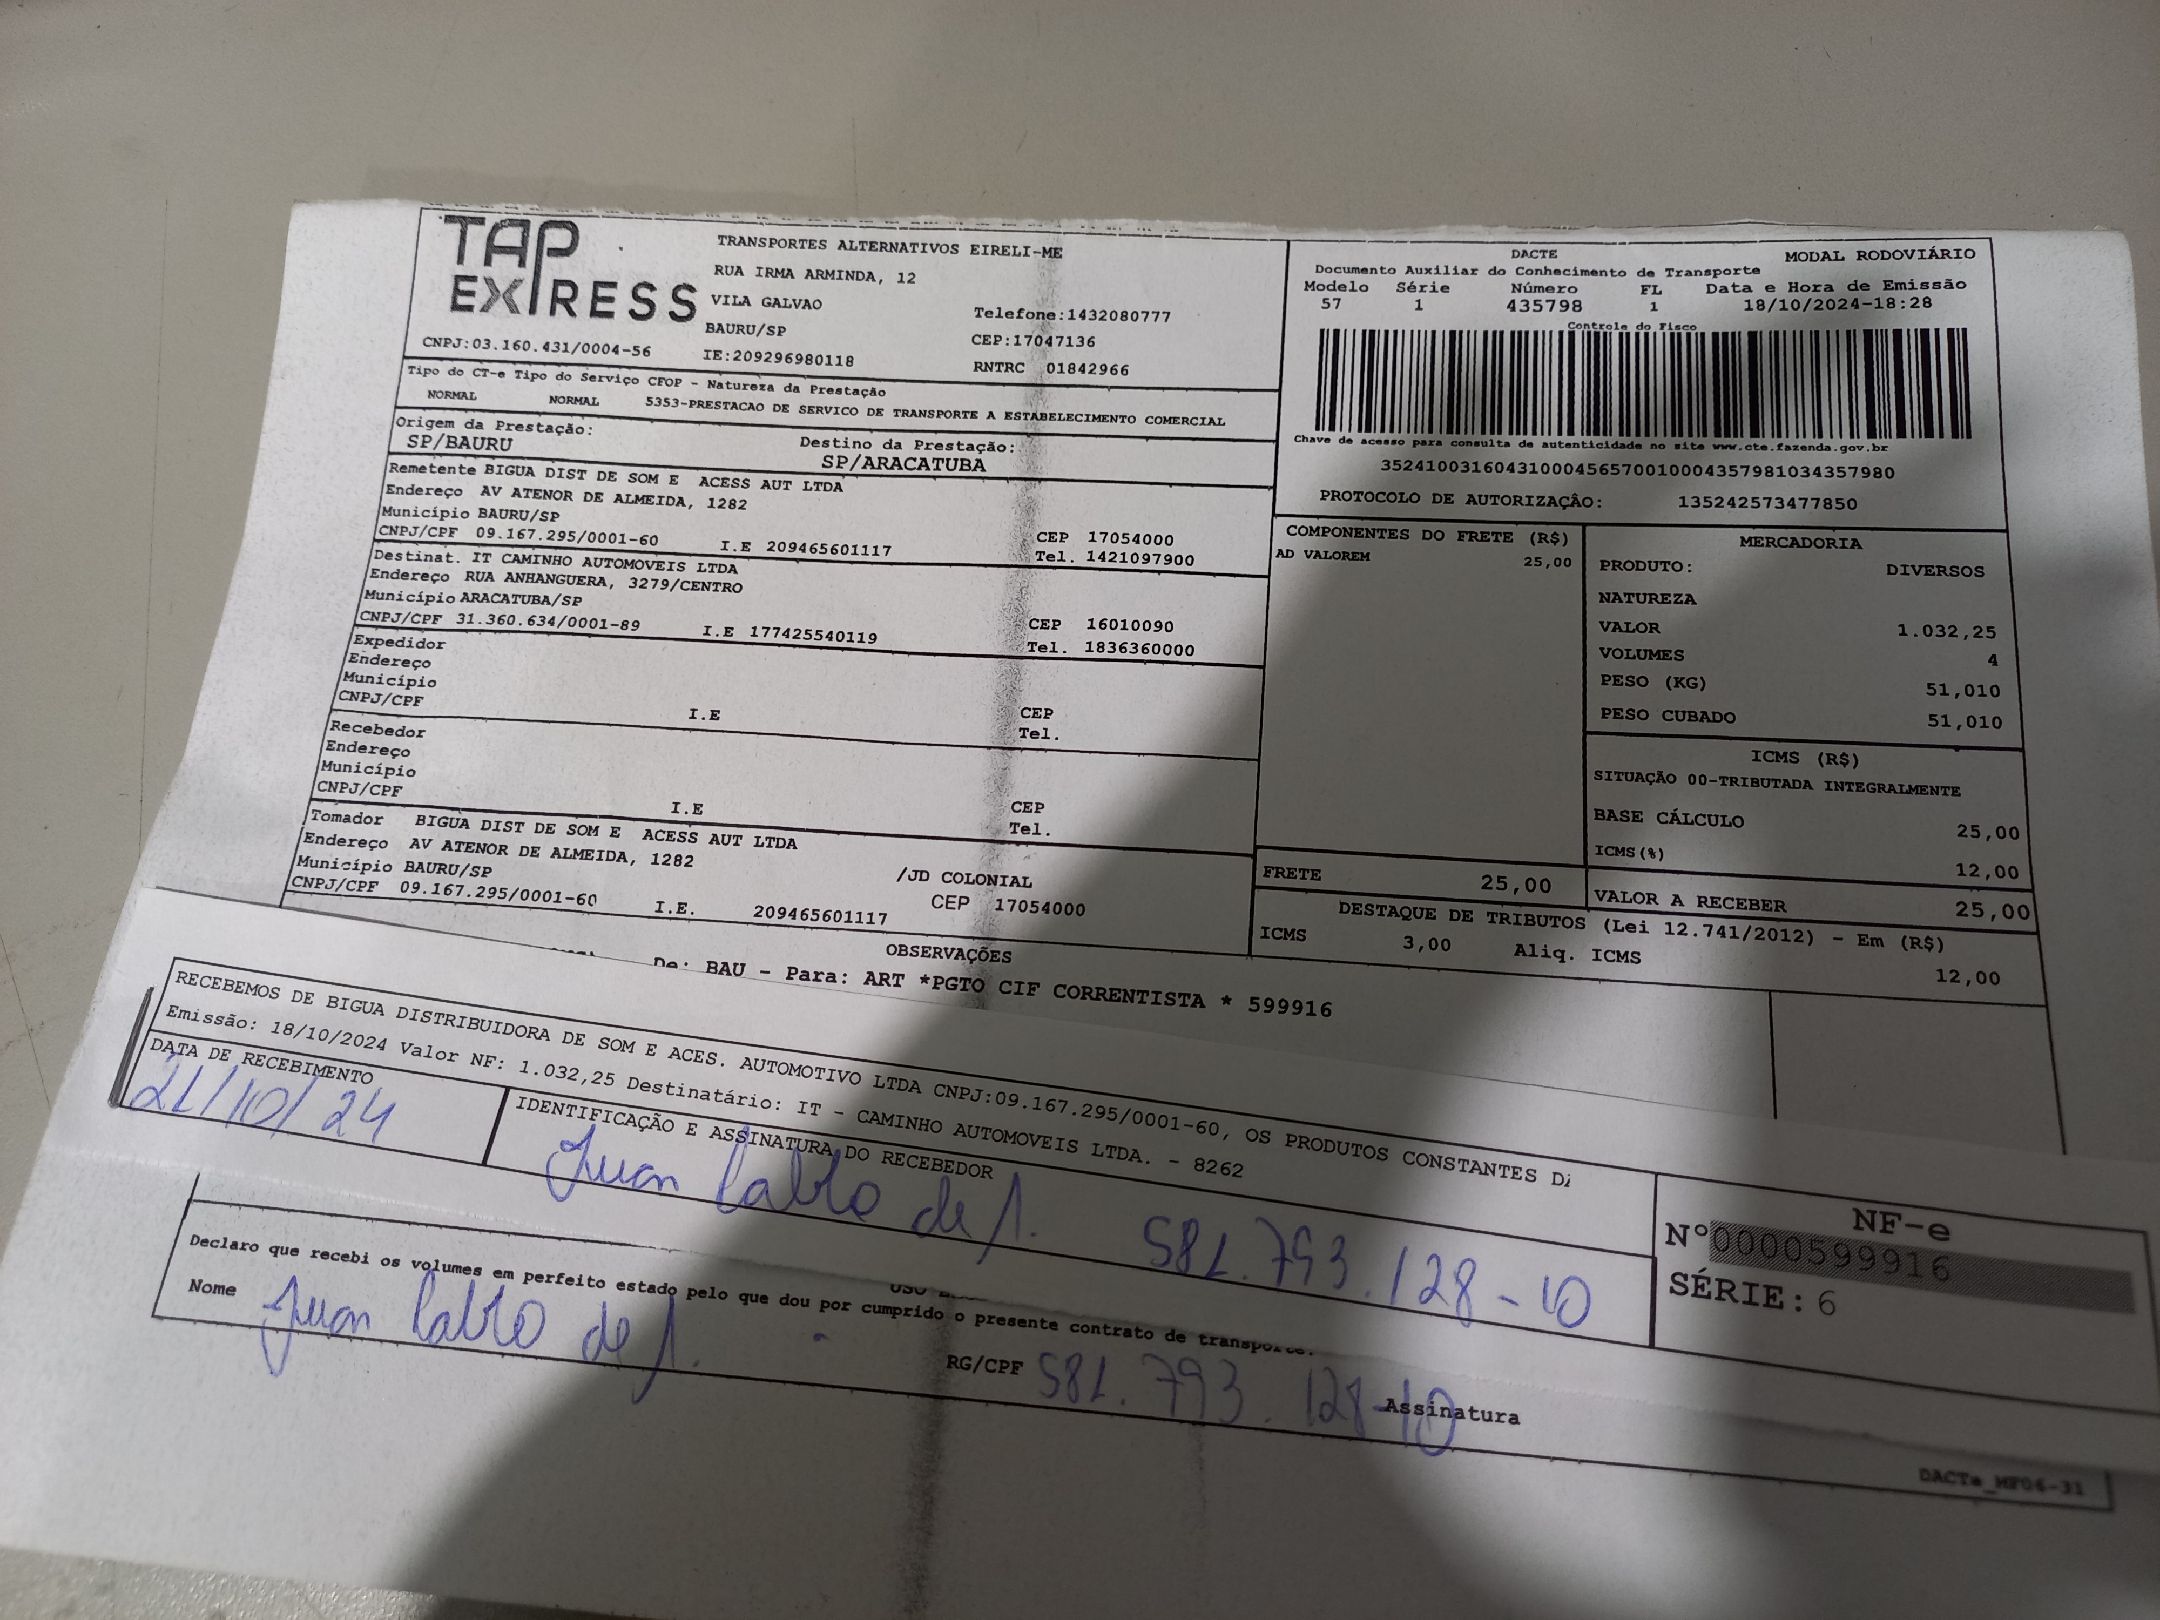 TAP EXPRESS
TRANSPORTES ALTERNATIVOS EIRELI-ME
RUA IRMA ARMINDA, 12
VILA GALVAO
Telefone:1432080777
BAURU/SP
CEP:17047136
CNPJ:03.160.431/0004-56
IE:209296980118
RNTRC 01842966
DACTE
MODAL RODOVIÁRIO
Documento Auxiliar do Conhecimento de Transporte
Modelo Série Número FL Data e Hora de Emissão
57 1 435798 1 18/10/2024-18:28
Controle do Fisco
Chave de acesso para consulta de autenticidade no site www.cte.fazenda.gov.br
35241003160431000456570010004357981034357980
PROTOCOLO DE AUTORIZAÇÃO: 135242573477850
Tipo do CT-e Tipo do Serviço CFOP - Natureza da Prestação
NORMAL NORMAL 5353-PRESTACAO DE SERVICO DE TRANSPORTE A ESTABELECIMENTO COMERCIAL
Origem da Prestação: Destino da Prestação:
SP/BAURU SP/ARACATUBA
Remetente BIGUA DIST DE SOM E ACESS AUT LTDA
Endereço AV ATENOR DE ALMEIDA, 1282
Município BAURU/SP CEP 17054000
CNPJ/CPF 09.167.295/0001-60 I.E 209465601117 Tel. 1421097900
Destinat. IT CAMINHO AUTOMOVEIS LTDA
Endereço RUA ANHANGUERA, 3279/CENTRO
Município ARACATUBA/SP CEP 16010090
CNPJ/CPF 31.360.634/0001-89 I.E 177425540119 Tel. 1836360000
Expedidor
Endereço
Município CEP
CNPJ/CPF I.E Tel.
Recebedor
Endereço
Município CEP
CNPJ/CPF I.E Tel.
Tomador BIGUA DIST DE SOM E ACESS AUT LTDA
Endereço AV ATENOR DE ALMEIDA, 1282 /JD COLONIAL
Município BAURU/SP CEP 17054000
CNPJ/CPF 09.167.295/0001-60 I.E. 209465601117
COMPONENTES DO FRETE (R$)
AD VALOREM 25,00
FRETE 25,00
MERCADORIA
PRODUTO: DIVERSOS
NATUREZA
VALOR 1.032,25
VOLUMES 4
PESO (KG) 51,010
PESO CUBADO 51,010
ICMS (R$)
SITUAÇÃO 00-TRIBUTADA INTEGRALMENTE
BASE CÁLCULO 25,00
ICMS(%) 12,00
VALOR A RECEBER 25,00
DESTAQUE DE TRIBUTOS (Lei 12.741/2012) - Em (R$)
ICMS 3,00 Aliq. ICMS 12,00
OBSERVAÇÕES
De: BAU - Para: ART *PGTO CIF CORRENTISTA * 599916
RECEBEMOS DE BIGUA DISTRIBUIDORA DE SOM E ACES. AUTOMOTIVO LTDA CNPJ:09.167.295/0001-60, OS PRODUTOS CONSTANTES
Emissão: 18/10/2024 Valor NF: 1.032,25 Destinatário: IT - CAMINHO AUTOMOVEIS LTDA. - 8262
DATA DE RECEBIMENTO
21/10/24
IDENTIFICAÇÃO E ASSINATURA DO RECEBEDOR
Juan Pablo de J. 581.793.128-10
NF-e
Nº0000599916
SÉRIE: 6
Declaro que recebi os volumes em perfeito estado pelo que dou por cumprido o presente contrato de transporte.
Nome Juan Pablo de J. RG/CPF 581.793.128-10 Assinatura